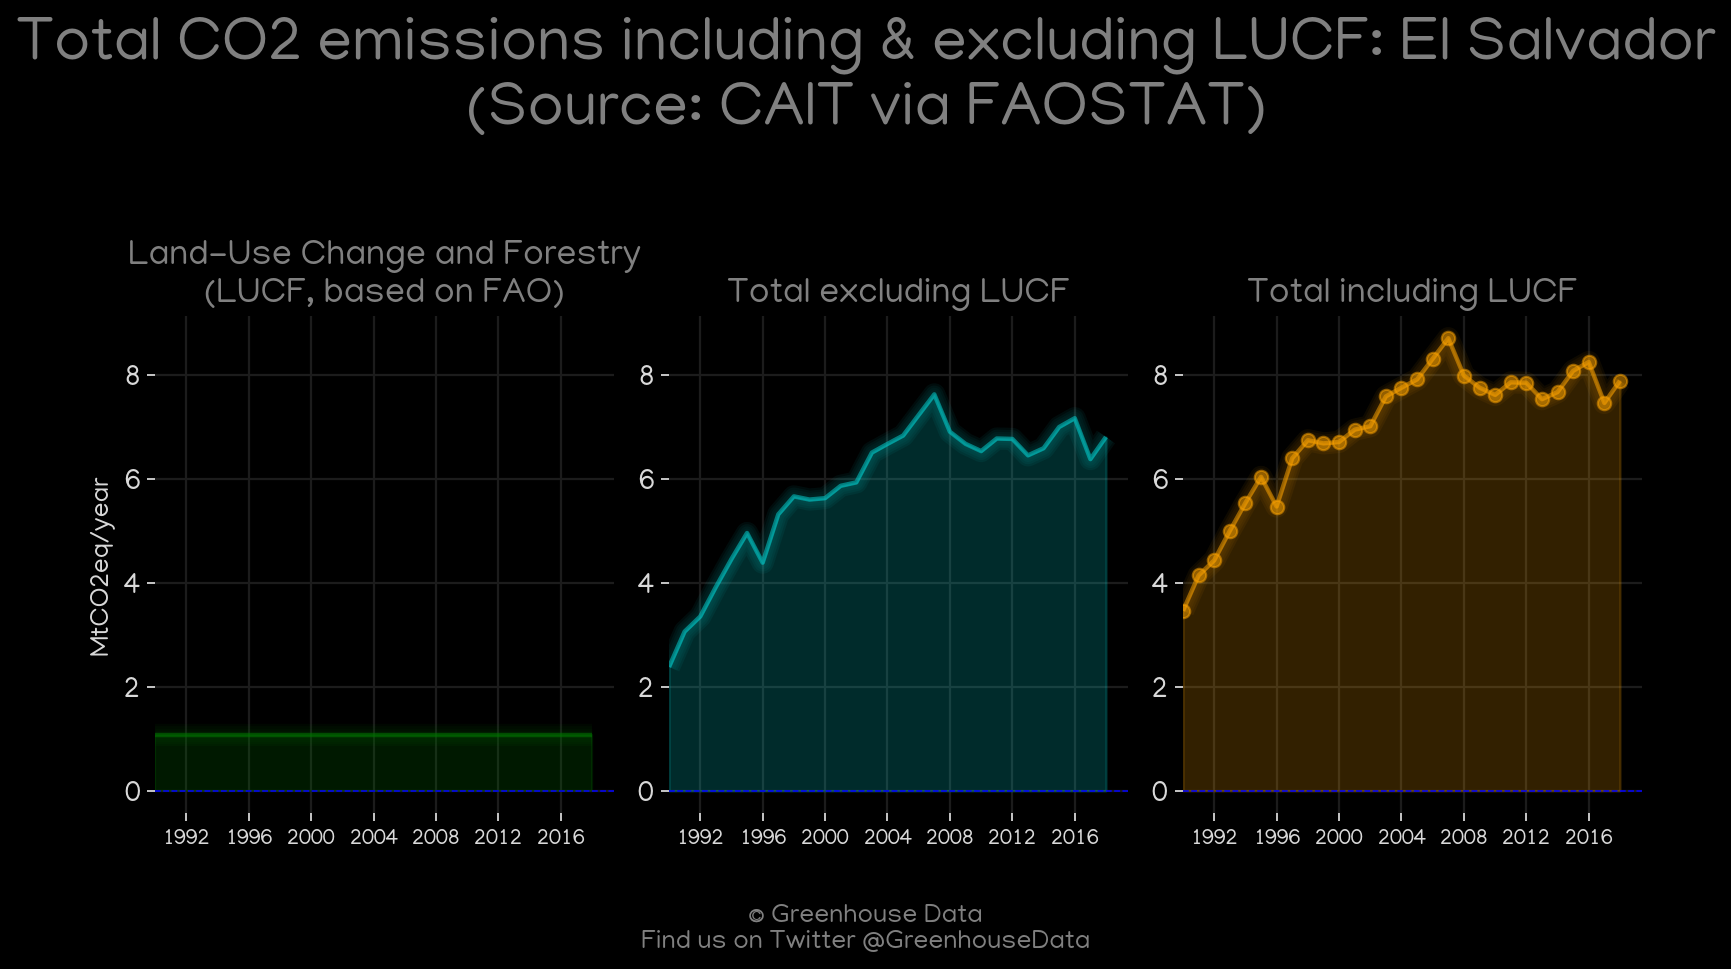 Total CO2 emissions including & excluding LUCF: El Salvador
(Source: CAIT via FAOSTAT)
Land-Use Change and Forestry
(LUCF, based on FAO)
Total excluding LUCF
Total including LUCF
MtCO2eq/year
8
6
4
2
0
1992 1996 2000 2004 2008 2012 2016
8
6
4
2
0
1992 1996 2000 2004 2008 2012 2016
8
6
4
2
0
1992 1996 2000 2004 2008 2012 2016
© Greenhouse Data
Find us on Twitter @GreenhouseData